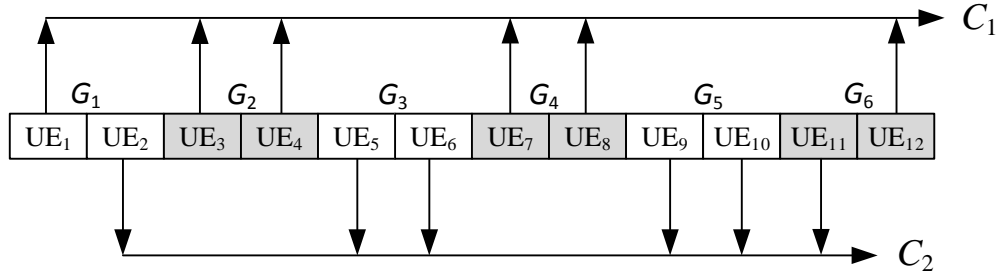 C₁
G₁ G₂ G₃ G₄ G₅ G₆
UE₁ UE₂ UE₃ UE₄ UE₅ UE₆ UE₇ UE₈ UE₉ UE₁₀ UE₁₁ UE₁₂
C₂